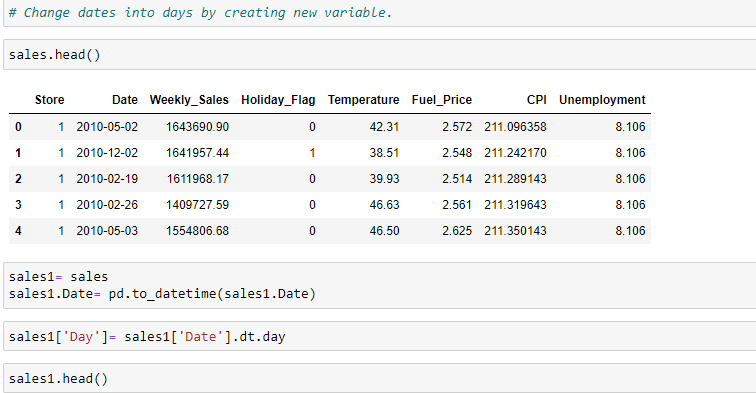 # Change dates into days by creating new variable.
sales.head()
Store Date Weekly_Sales Holiday_Flag Temperature Fuel_Price CPI Unemployment
0 1 2010-05-02 1643690.90 0 42.31 2.572 211.096358 8.106
1 1 2010-12-02 1641957.44 1 38.51 2.548 211.242170 8.106
2 1 2010-02-19 1611968.17 0 39.93 2.514 211.289143 8.106
3 1 2010-02-26 1409727.59 0 46.63 2.561 211.319643 8.106
4 1 2010-05-03 1554806.68 0 46.50 2.625 211.350143 8.106
sales1= sales
sales1.Date= pd.to_datetime(sales1.Date)
sales1['Day']= sales1['Date'].dt.day
sales1.head()